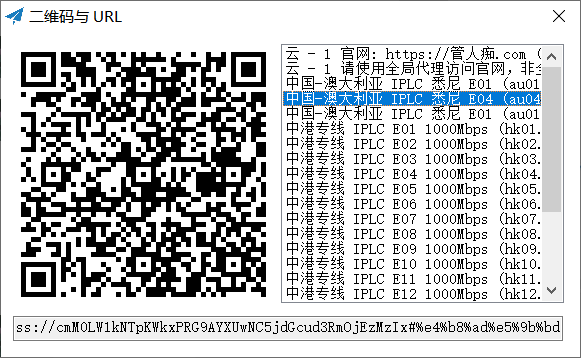 二维码与 URL
云 - 1 官网: https://管人痴.com (
云 - 1 请使用全局代理访问官网，非全
中国-澳大利亚 IPLC 悉尼 E01 (au01
中国-澳大利亚 IPLC 悉尼 E04 (au04
中国-澳大利亚 IPLC 悉尼 E01 (au01
中港专线 IPLC E01 1000Mbps (hk01.
中港专线 IPLC E02 1000Mbps (hk02.
中港专线 IPLC E03 1000Mbps (hk03.
中港专线 IPLC E04 1000Mbps (hk04.
中港专线 IPLC E05 1000Mbps (hk05.
中港专线 IPLC E06 1000Mbps (hk06.
中港专线 IPLC E07 1000Mbps (hk07.
中港专线 IPLC E08 1000Mbps (hk08.
中港专线 IPLC E09 1000Mbps (hk09.
中港专线 IPLC E10 1000Mbps (hk10.
中港专线 IPLC E11 1000Mbps (hk11.
中港专线 IPLC E12 1000Mbps (hk12.
ss://cmM0LW1kNTpKWkxPRG9AYXUwNC5jdGcud3RmOjEzMzIx#%e4%b8%ad%e5%9b%bd